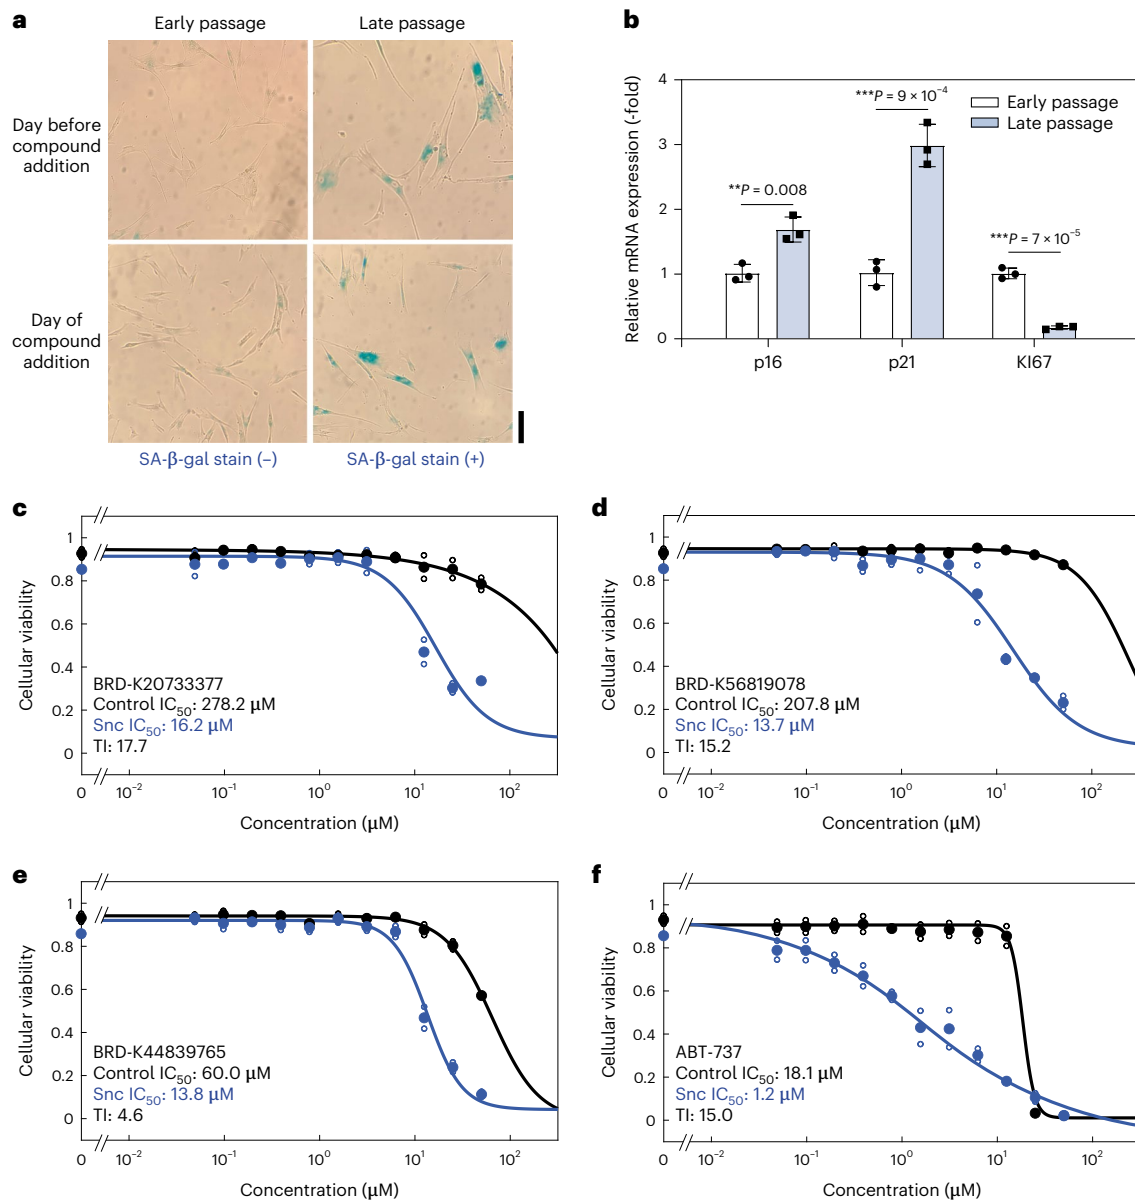 a
Early passage
Late passage
Day before
compound
addition
Day of
compound
addition
SA-β-gal stain (–)
SA-β-gal stain (+)
b
Relative mRNA expression (-fold)
4
3
2
1
0
***P = 9 × 10⁻⁴
Early passage
Late passage
**P = 0.008
***P = 7 × 10⁻⁵
p16
p21
KI67
c
Cellular viability
1
0.8
0.6
0.4
0.2
0
BRD-K20733377
Control IC₅₀: 278.2 μM
Snc IC₅₀: 16.2 μM
TI: 17.7
0
10⁻²
10⁻¹
10⁰
10¹
10²
Concentration (μM)
d
Cellular viability
1
0.8
0.6
0.4
0.2
0
BRD-K56819078
Control IC₅₀: 207.8 μM
Snc IC₅₀: 13.7 μM
TI: 15.2
0
10⁻²
10⁻¹
10⁰
10¹
10²
Concentration (μM)
e
Cellular viability
1
0.8
0.6
0.4
0.2
0
BRD-K44839765
Control IC₅₀: 60.0 μM
Snc IC₅₀: 13.8 μM
TI: 4.6
0
10⁻²
10⁻¹
10⁰
10¹
10²
Concentration (μM)
f
Cellular viability
1
0.8
0.6
0.4
0.2
0
ABT-737
Control IC₅₀: 18.1 μM
Snc IC₅₀: 1.2 μM
TI: 15.0
0
10⁻²
10⁻¹
10⁰
10¹
10²
Concentration (μM)